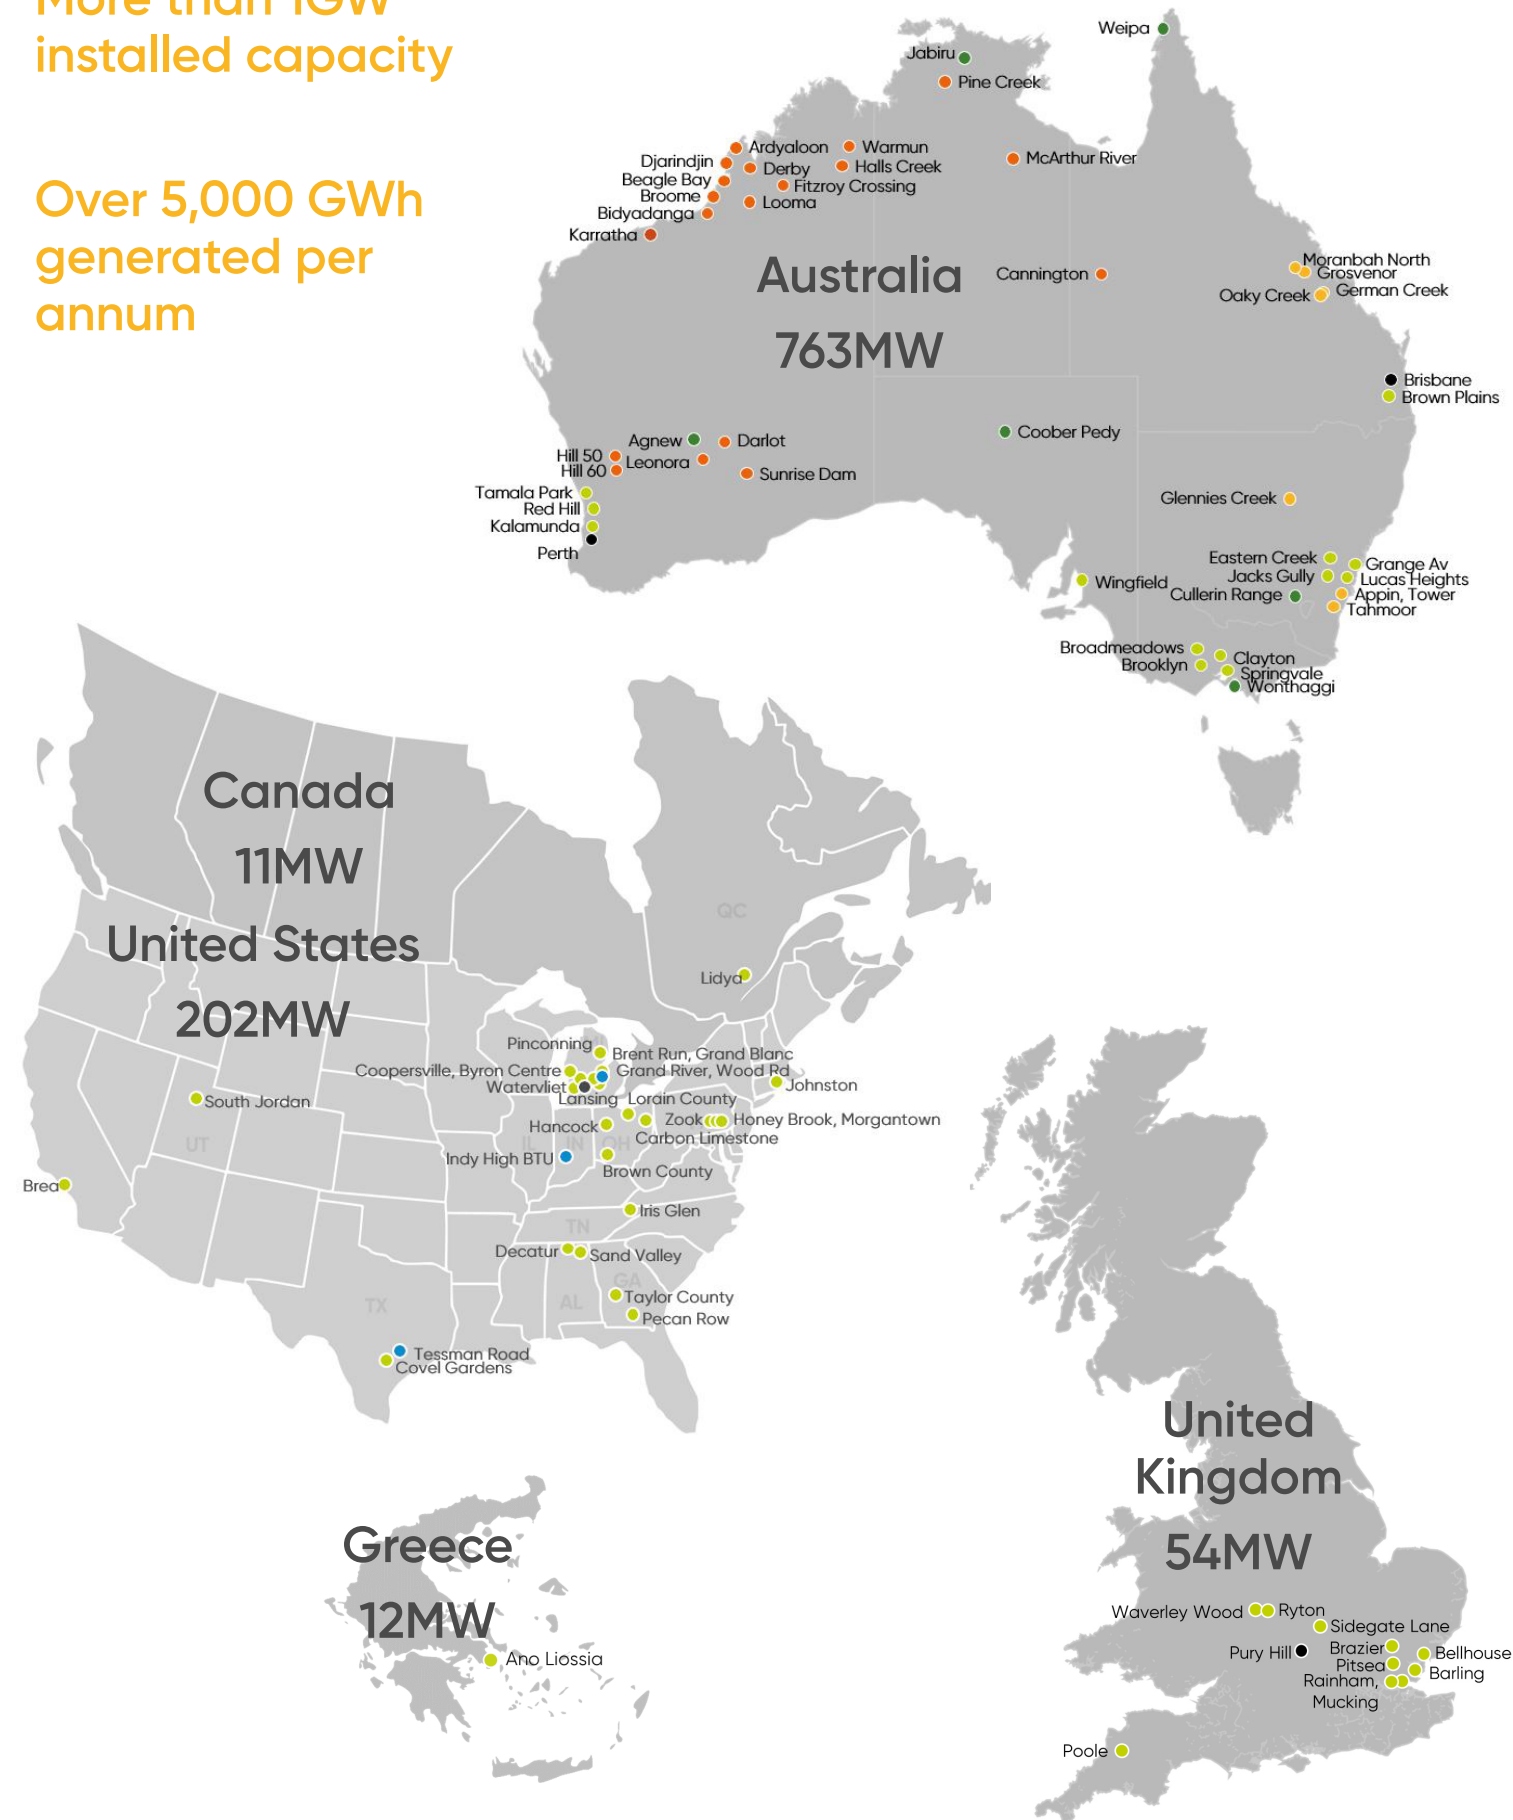 More than 1GW
installed capacity
Over 5,000 GWh
generated per
annum
Weipa
Jabiru
Pine Creek
Ardyaloon
Warmun
Djarindjin
Derby
Halls Creek
McArthur River
Beagle Bay
Fitzroy Crossing
Broome
Looma
Bidyadanga
Karratha
Australia
763MW
Cannington
Moranbah North
Grosvenor
Oaky Creek
German Creek
Brisbane
Brown Plains
Agnew
Darlot
Coober Pedy
Hill 50
Leonora
Hill 60
Sunrise Dam
Tamala Park
Red Hill
Kalamunda
Perth
Glennies Creek
Eastern Creek
Grange Av
Jacks Gully
Lucas Heights
Wingfield
Cullerin Range
Appin, Tower
Tahmoor
Broadmeadows
Clayton
Brooklyn
Springvale
Wonthaggi
Canada
11MW
QC
United States
202MW
Lidya
Pinconning
Brent Run, Grand Blanc
Coopersville, Byron Centre
Grand River, Wood Rd
Watervliet
Johnston
Lansing
Lorain County
South Jordan
Hancock
Zook
Honey Brook, Morgantown
Carbon Limestone
UT
IL
IN
OH
Indy High BTU
Brown County
Brea
Iris Glen
TN
Decatur
Sand Valley
GA
Taylor County
TX
AL
Pecan Row
Tessman Road
Covel Gardens
United
Kingdom
54MW
Greece
12MW
Ano Liossia
Waverley Wood
Ryton
Sidegate Lane
Pury Hill
Brazier
Bellhouse
Pitsea
Barling
Rainham,
Mucking
Poole